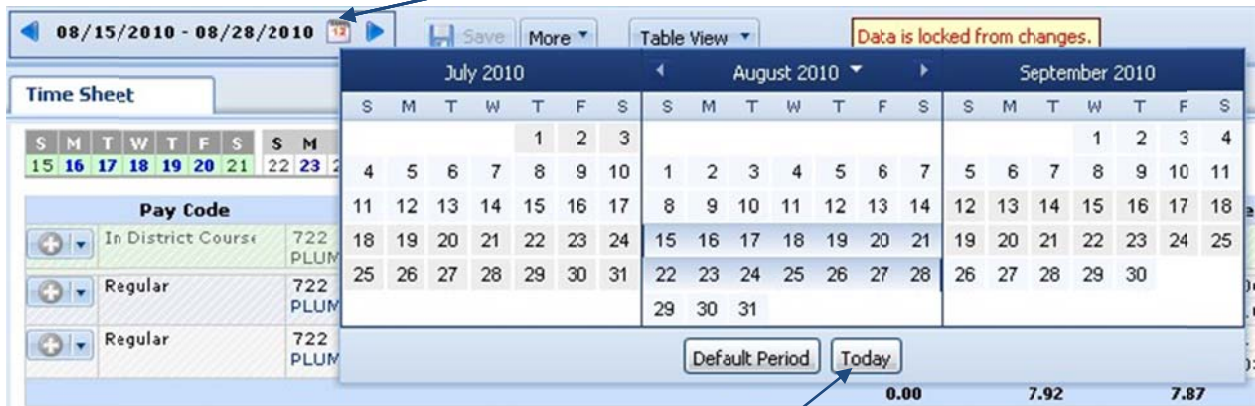 08/15/2010 - 08/28/2010 12 Save More Table View Data is locked from changes.
Time Sheet
S M T W T F S S M
15 16 17 18 19 20 21 22 23
Pay Code
In District Course 722
PLUM
Regular 722
PLUM
Regular 722
PLUM
July 2010 August 2010 September 2010
S M T W T F S S M T W T F S S M T W T F S
1 2 3 1 2 3 4
4 5 6 7 8 9 10 1 2 3 4 5 6 7 5 6 7 8 9 10 11
11 12 13 14 15 16 17 8 9 10 11 12 13 14 12 13 14 15 16 17 18
18 19 20 21 22 23 24 15 16 17 18 19 20 21 19 20 21 22 23 24 25
25 26 27 28 29 30 31 22 23 24 25 26 27 28 26 27 28 29 30
29 30 31
Default Period Today
0.00 7.92 7.87